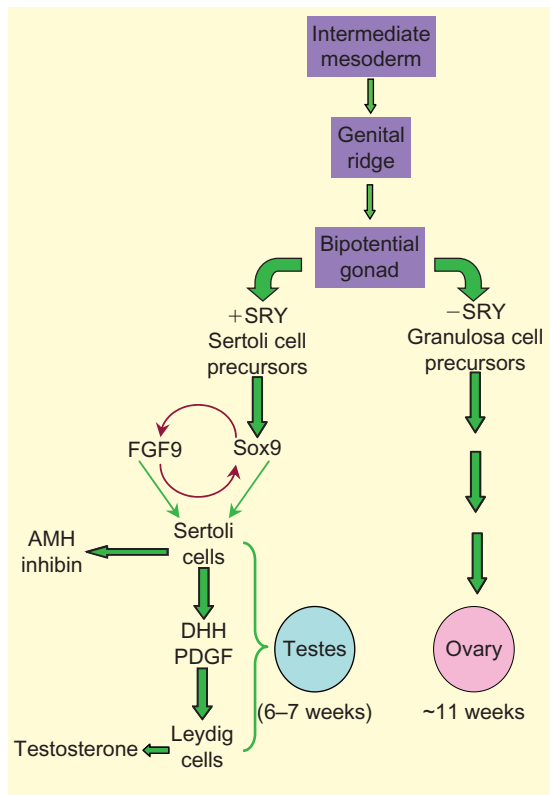 Intermediate
mesoderm
Genital
ridge
Bipotential
gonad
+SRY
Sertoli cell
precursors
−SRY
Granulosa cell
precursors
FGF9
Sox9
Sertoli
cells
AMH
inhibin
DHH
PDGF
Testes
(6–7 weeks)
Ovary
~11 weeks
Leydig
cells
Testosterone